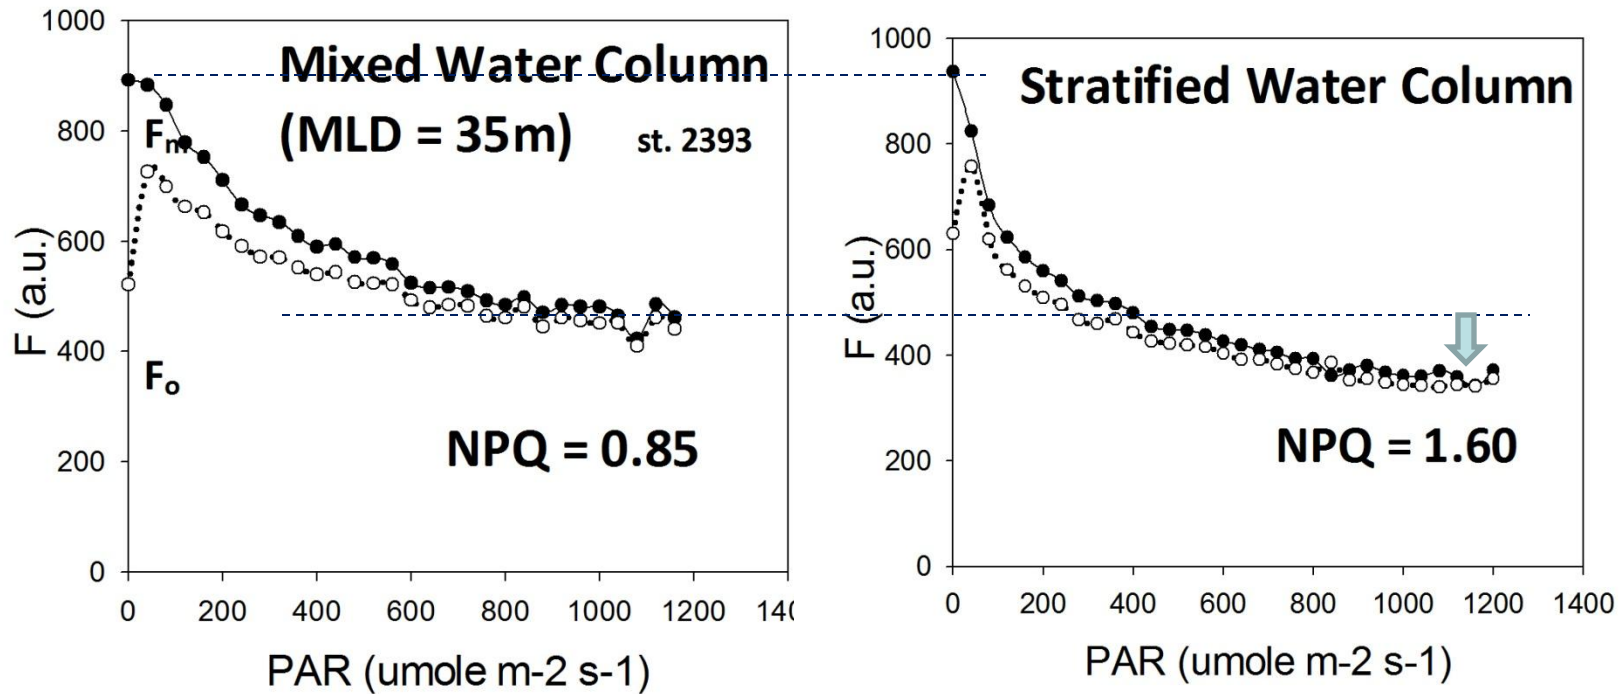 Mixed Water Column
(MLD = 35m) st. 2393
Fm
Fo
NPQ = 0.85
F (a.u.)
1000
800
600
400
200
0
0 200 400 600 800 1000 1200 140
PAR (umole m-2 s-1)
Stratified Water Column
NPQ = 1.60
F (a.u.)
1000
800
600
400
200
0
0 200 400 600 800 1000 1200 1400
PAR (umole m-2 s-1)